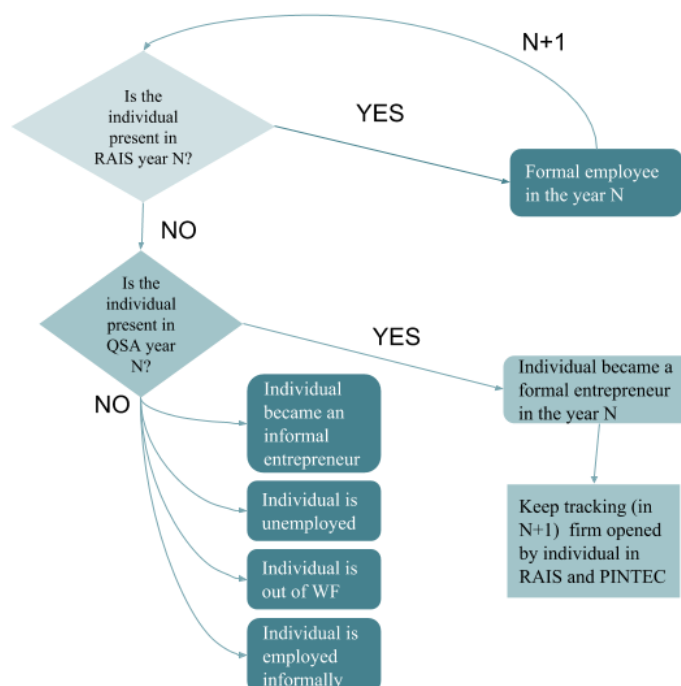 N+1
Is the
individual
present in
RAIS year N?
YES
Formal employee
in the year N
NO
Is the
individual
present in
QSA year
N?
YES
NO
Individual
became an
informal
entrepreneur
Individual became a
formal entrepreneur
in the year N
Individual is
unemployed
Keep tracking (in
N+1) firm opened
by individual in
RAIS and PINTEC
Individual is
out of WF
Individual is
employed
informally